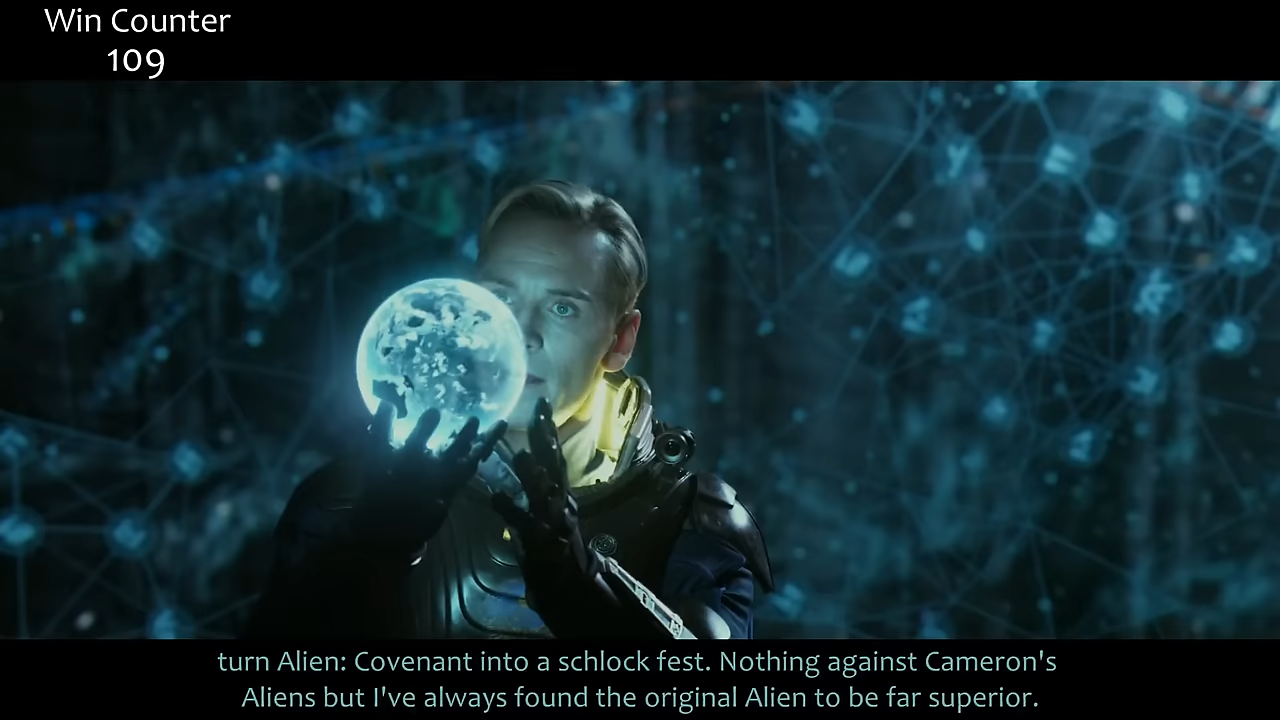 Win Counter
109
turn Alien: Covenant into a schlock fest. Nothing against Cameron's
Aliens but I've always found the original Alien to be far superior.